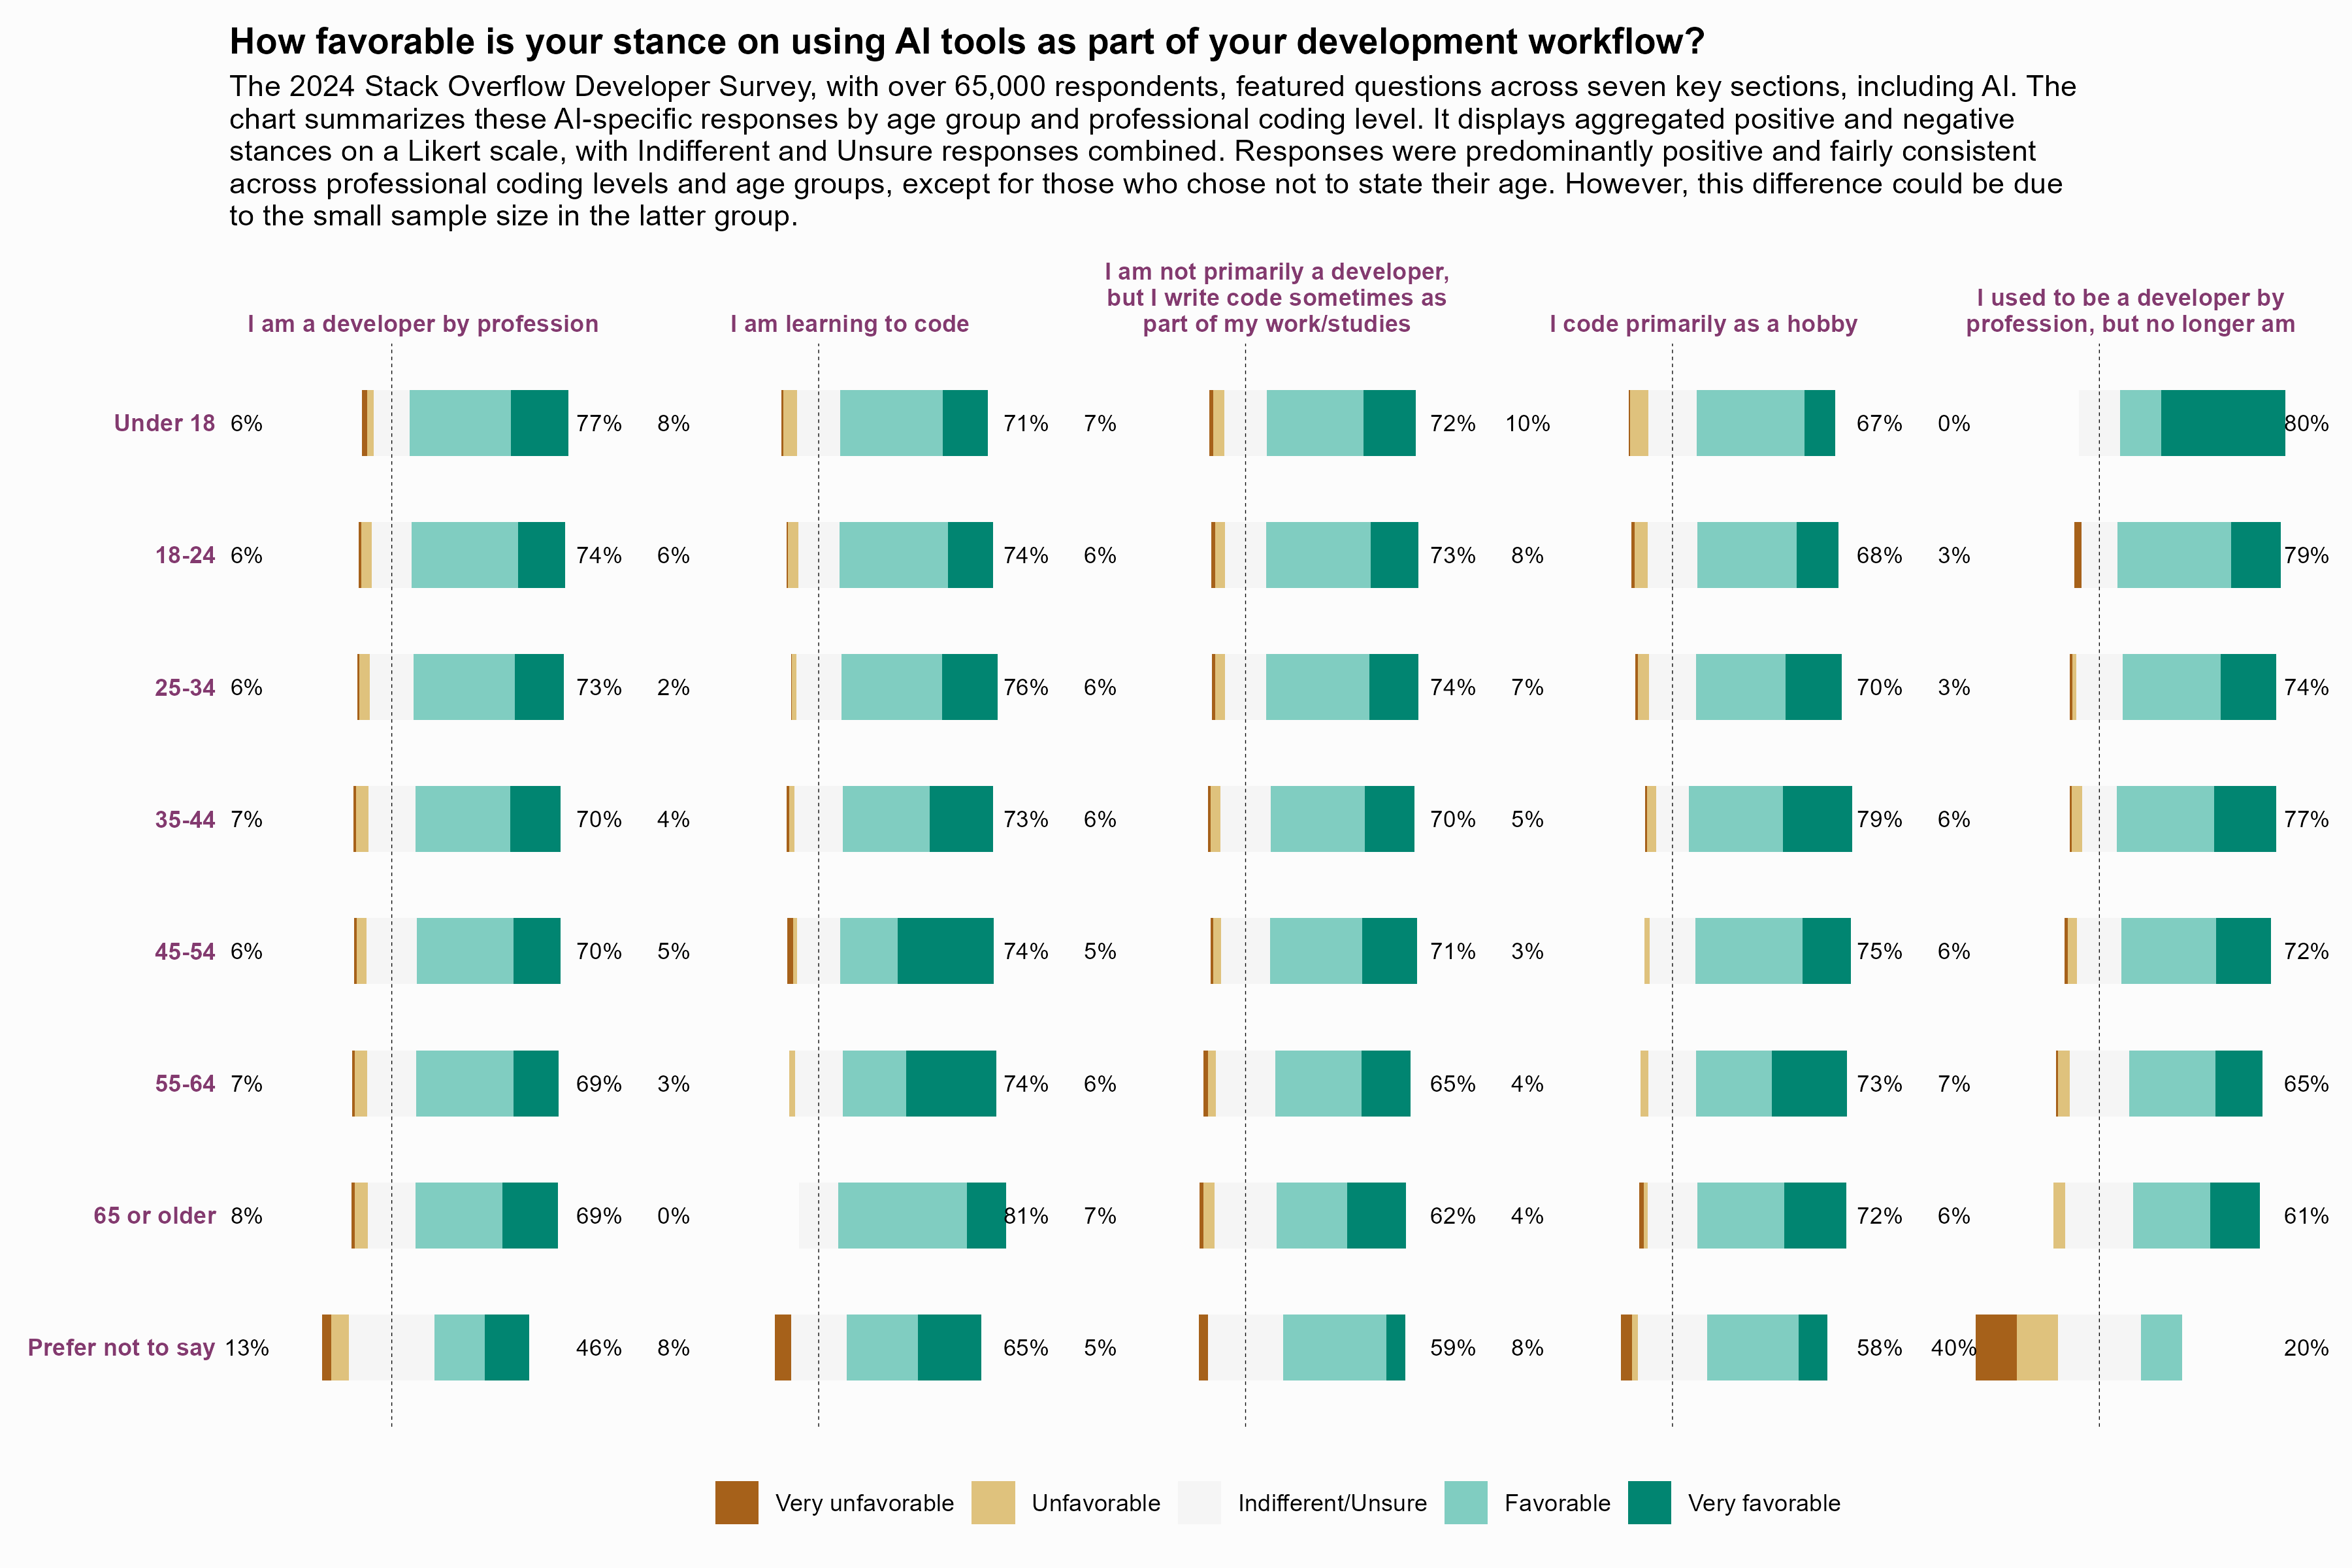 How favorable is your stance on using AI tools as part of your development workflow?
The 2024 Stack Overflow Developer Survey, with over 65,000 respondents, featured questions across seven key sections, including AI. The
chart summarizes these AI-specific responses by age group and professional coding level. It displays aggregated positive and negative
stances on a Likert scale, with Indifferent and Unsure responses combined. Responses were predominantly positive and fairly consistent
across professional coding levels and age groups, except for those who chose not to state their age. However, this difference could be due
to the small sample size in the latter group.
I am a developer by profession
I am learning to code
I am not primarily a developer,
but I write code sometimes as
part of my work/studies
I code primarily as a hobby
I used to be a developer by
profession, but no longer am
Under 18 6% 77% 8% 71% 7% 72% 10% 67% 0% 80%
18-24 6% 74% 6% 74% 6% 73% 8% 68% 3% 79%
25-34 6% 73% 2% 76% 6% 74% 7% 70% 3% 74%
35-44 7% 70% 4% 73% 6% 70% 5% 79% 6% 77%
45-54 6% 70% 5% 74% 5% 71% 3% 75% 6% 72%
55-64 7% 69% 3% 74% 6% 65% 4% 73% 7% 65%
65 or older 8% 69% 0% 81% 7% 62% 4% 72% 6% 61%
Prefer not to say 13% 46% 8% 65% 5% 59% 8% 58% 40% 20%
Very unfavorable Unfavorable Indifferent/Unsure Favorable Very favorable